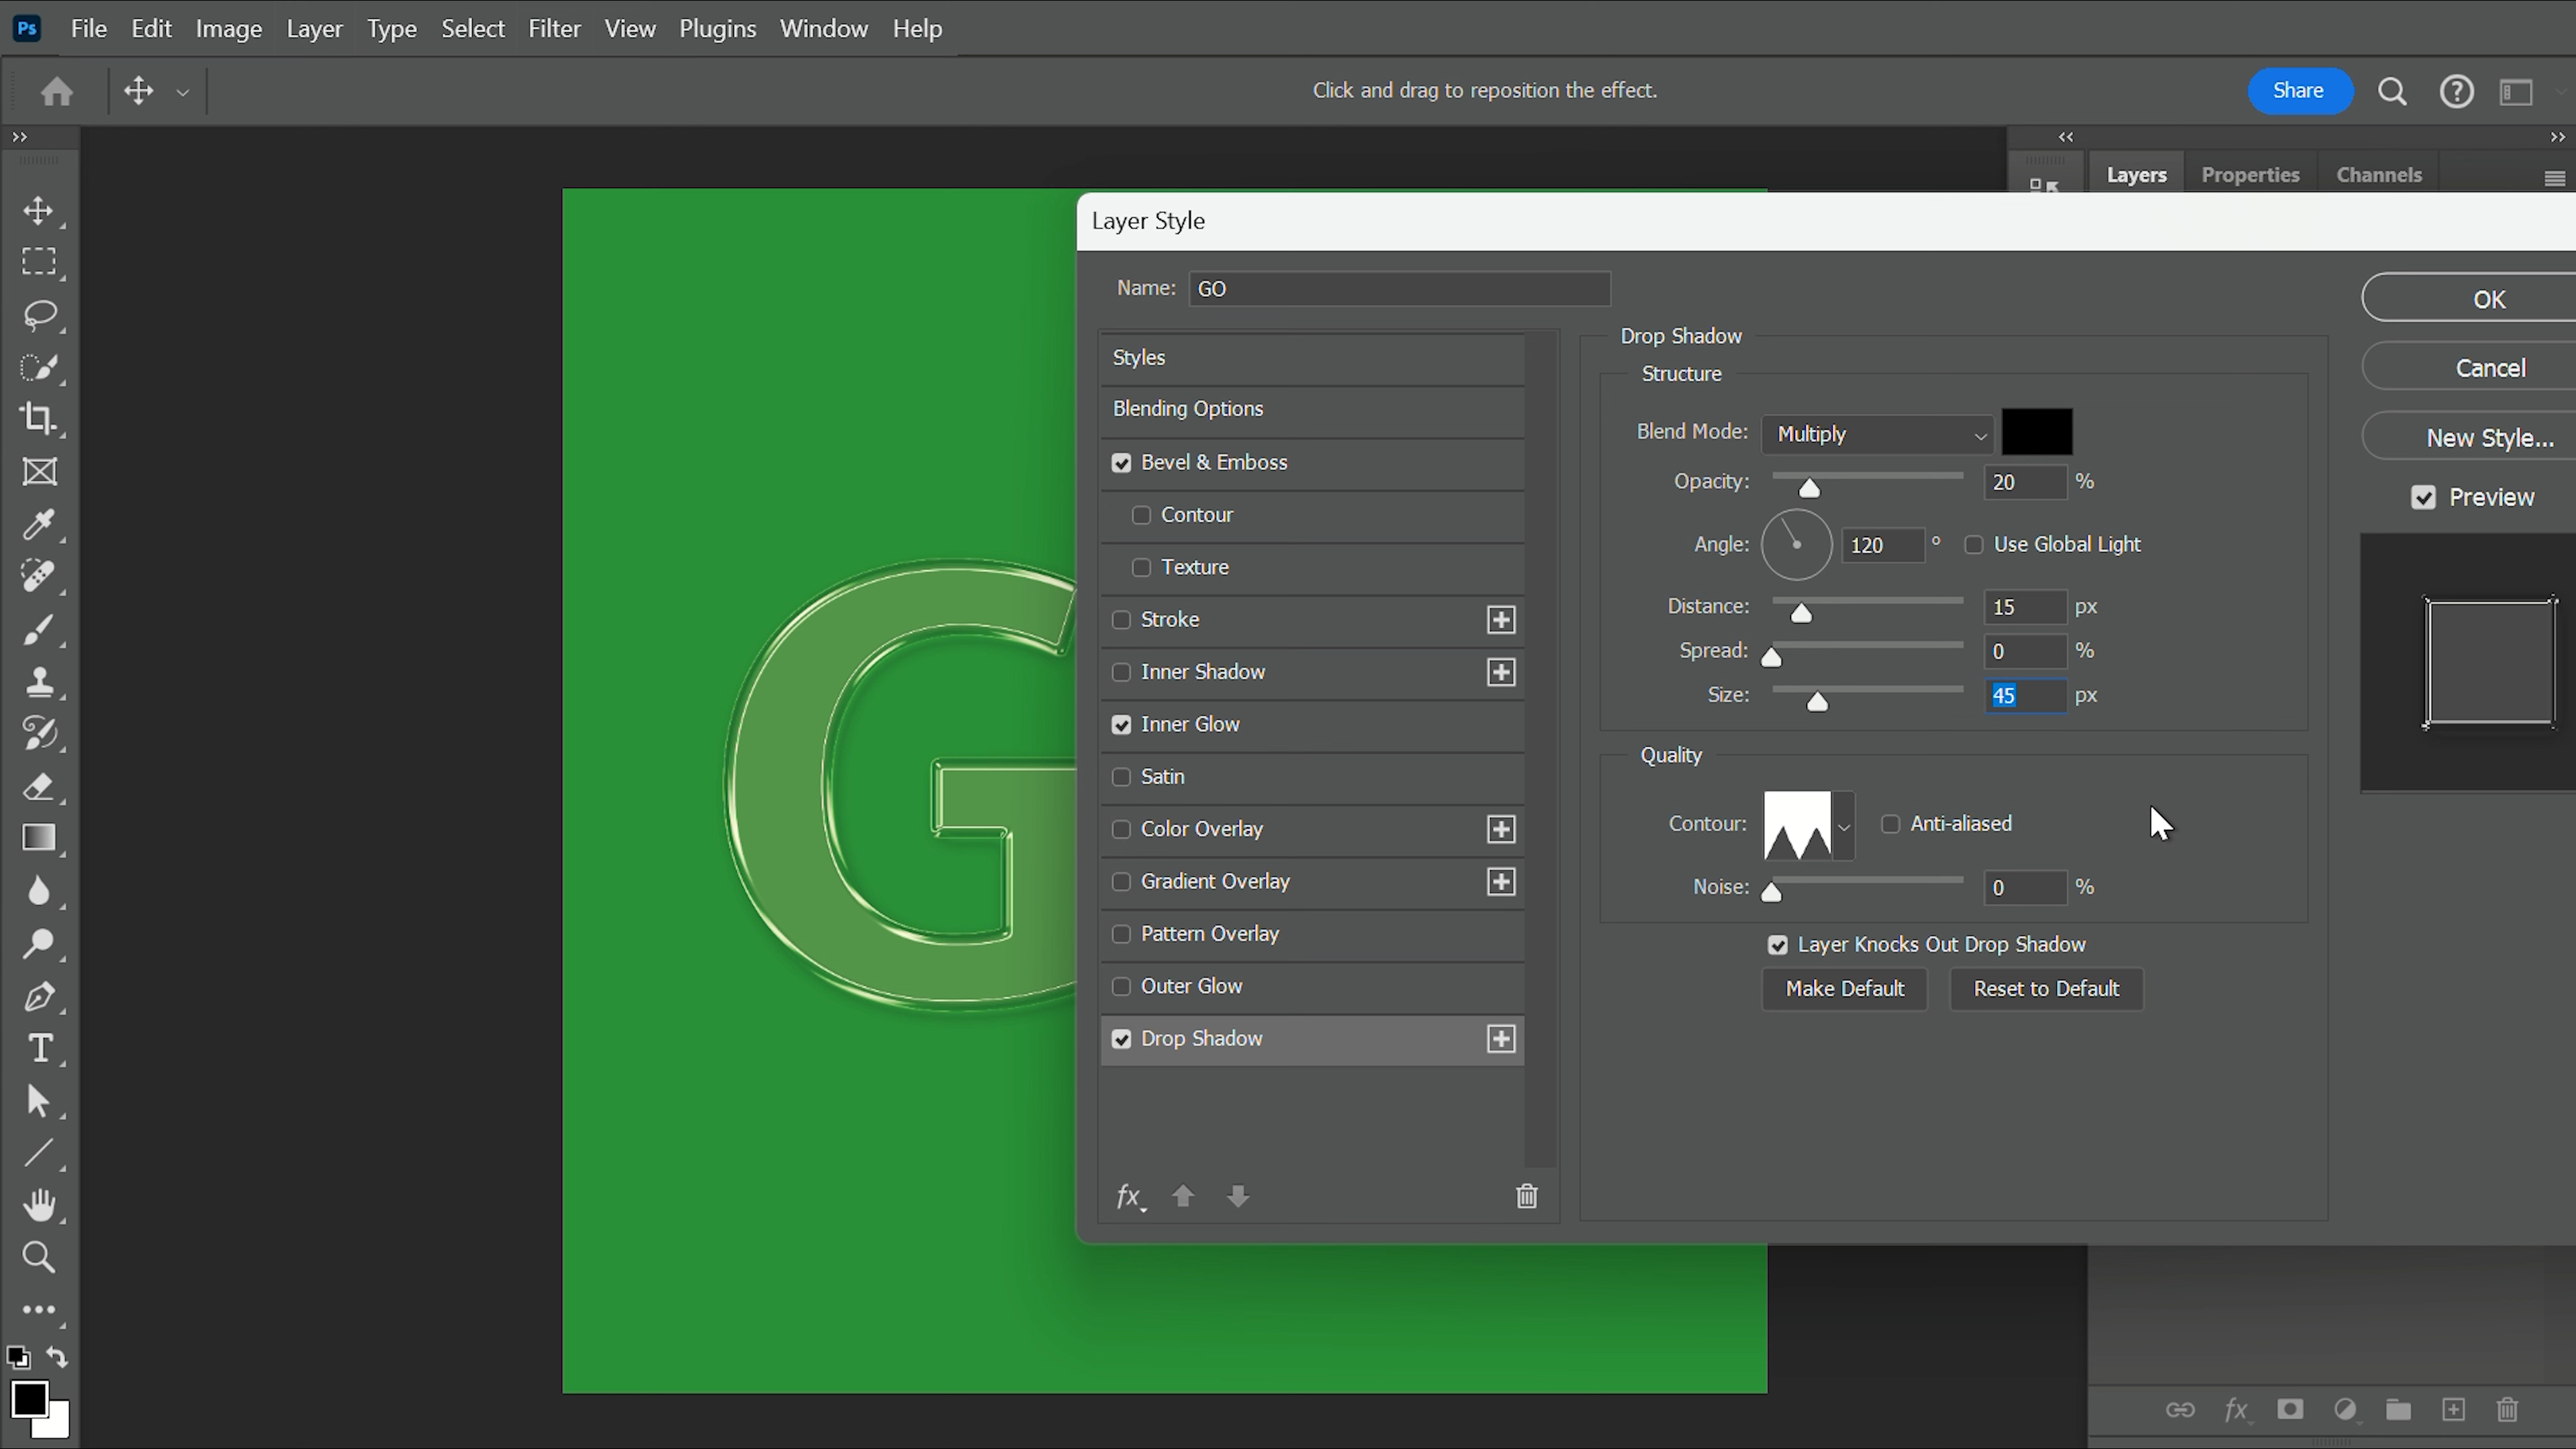 Ps File Edit Image Layer Type Select Filter View Plugins Window Help
Click and drag to reposition the effect.
Share
Layers Properties Channels
Layer Style
Name: GO
OK
Cancel
New Style...
Preview
Styles
Blending Options
Bevel & Emboss
Contour
Texture
Stroke
Inner Shadow
Inner Glow
Satin
Color Overlay
Gradient Overlay
Pattern Overlay
Outer Glow
Drop Shadow
fx
Drop Shadow
Structure
Blend Mode: Multiply
Opacity: 20 %
Angle: 120 ° Use Global Light
Distance: 15 px
Spread: 0 %
Size: 45 px
Quality
Contour: Anti-aliased
Noise: 0 %
Layer Knocks Out Drop Shadow
Make Default Reset to Default
G
fx